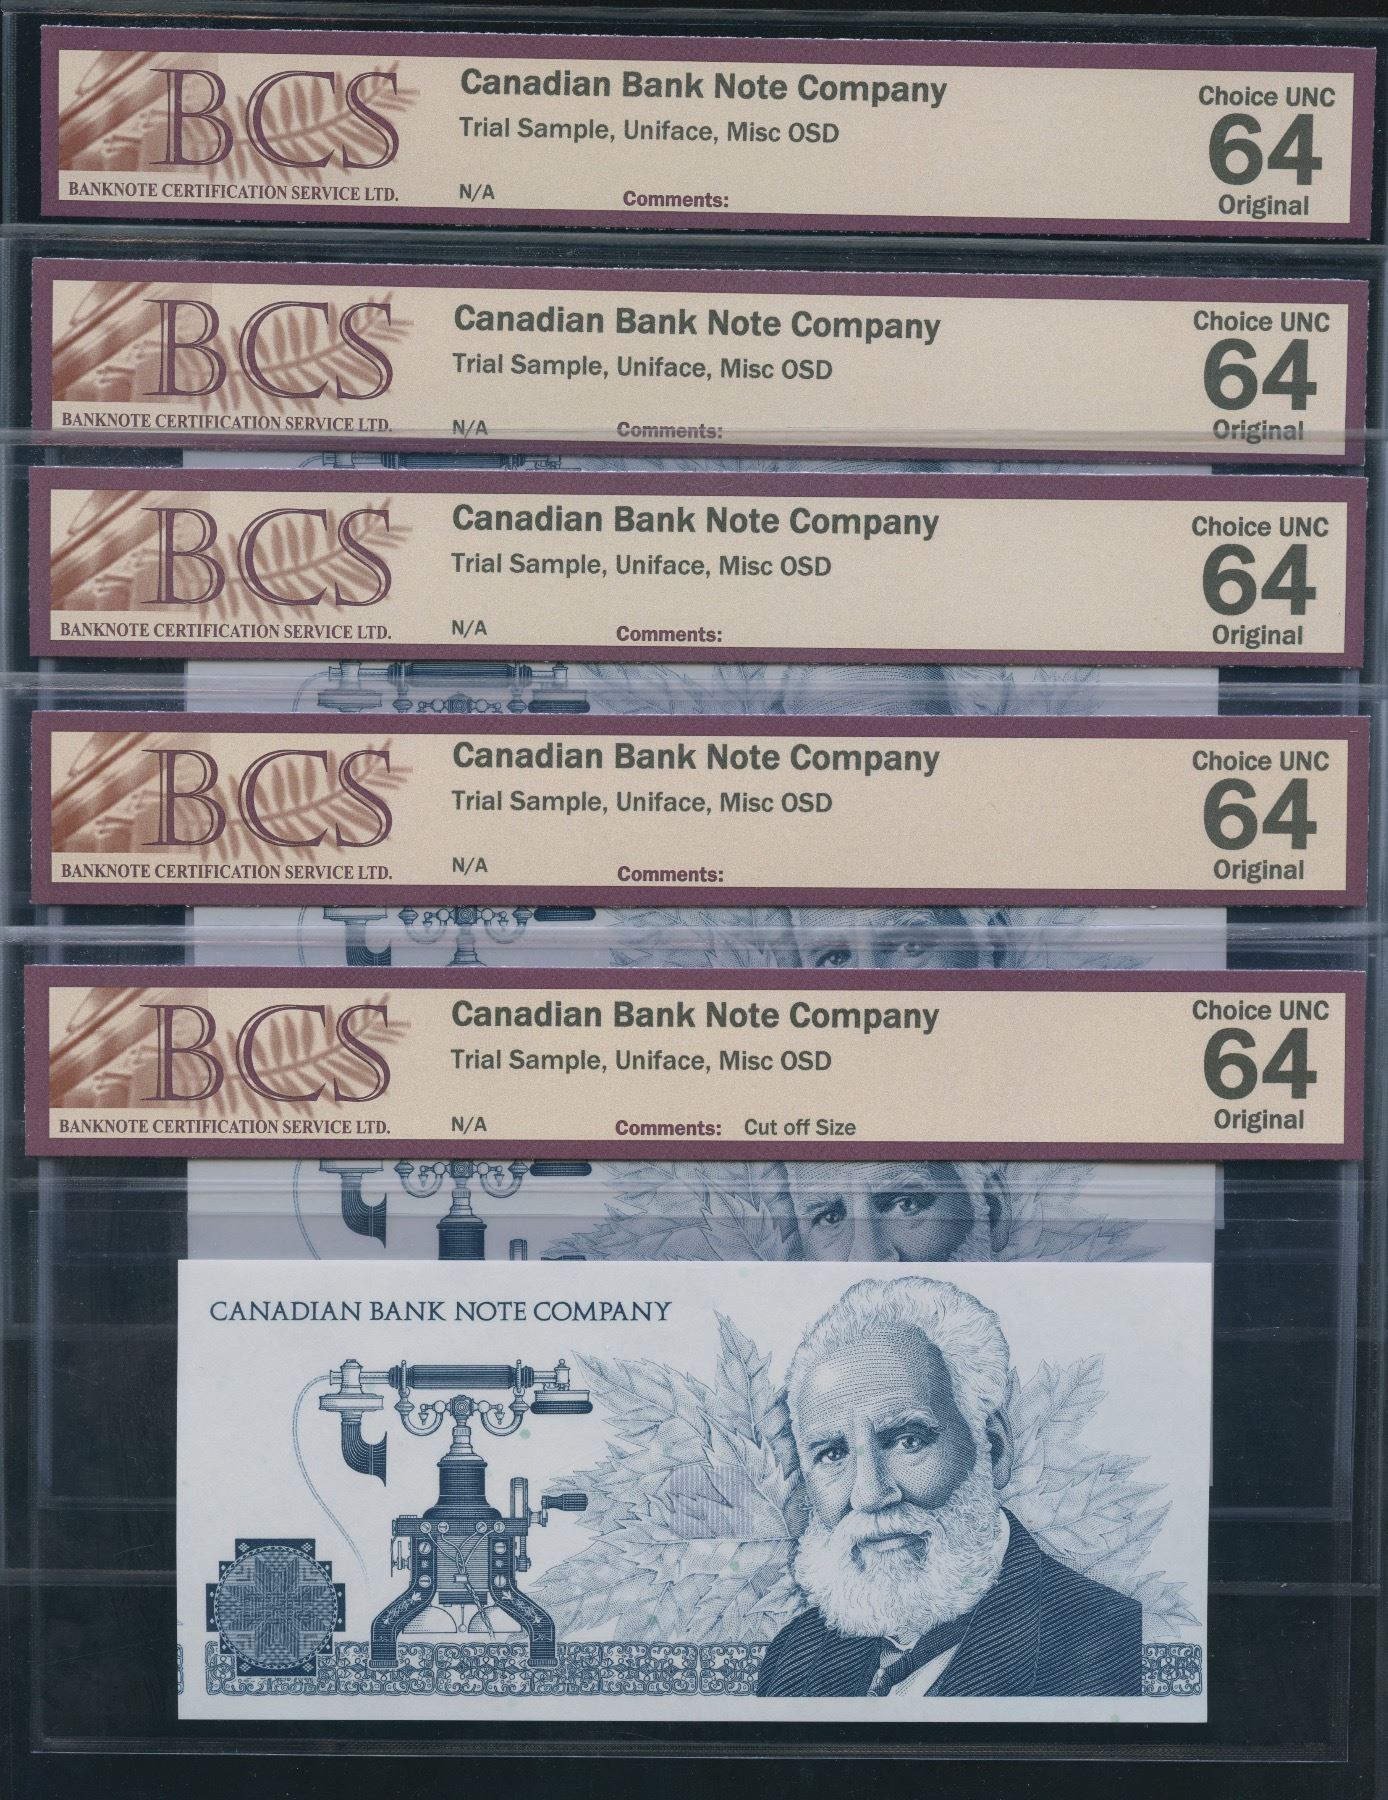 BCS
BANKNOTE CERTIFICATION SERVICE LTD.
Canadian Bank Note Company
Trial Sample, Uniface, Misc OSD
N/A
Comments:
Choice UNC
64
Original
BCS
BANKNOTE CERTIFICATION SERVICE LTD.
Canadian Bank Note Company
Trial Sample, Uniface, Misc OSD
N/A
Comments:
Choice UNC
64
Original
BCS
BANKNOTE CERTIFICATION SERVICE LTD.
Canadian Bank Note Company
Trial Sample, Uniface, Misc OSD
N/A
Comments:
Choice UNC
64
Original
BCS
BANKNOTE CERTIFICATION SERVICE LTD.
Canadian Bank Note Company
Trial Sample, Uniface, Misc OSD
N/A
Comments:
Choice UNC
64
Original
BCS
BANKNOTE CERTIFICATION SERVICE LTD.
Canadian Bank Note Company
Trial Sample, Uniface, Misc OSD
N/A
Comments: Cut off Size
Choice UNC
64
Original
CANADIAN BANK NOTE COMPANY